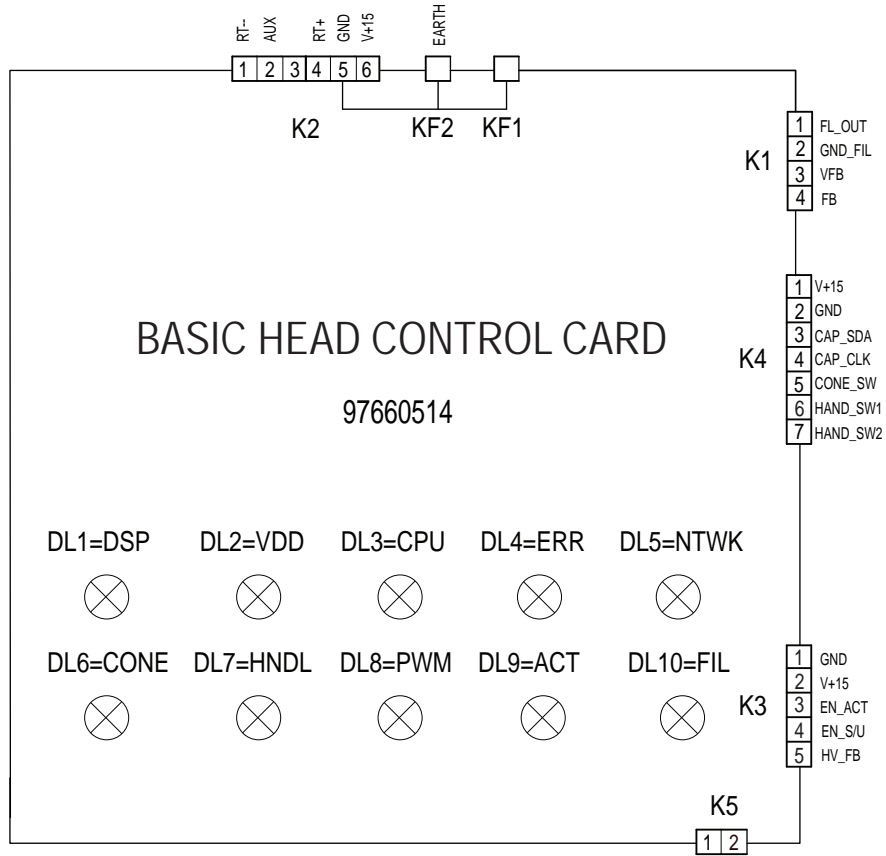 RT-- AUX RT+ GND V+15 EARTH
1 2 3 4 5 6
K2 KF2 KF1
K1
1 FL_OUT
2 GND_FIL
3 VFB
4 FB
K4
1 V+15
2 GND
3 CAP_SDA
4 CAP_CLK
5 CONE_SW
6 HAND_SW1
7 HAND_SW2
BASIC HEAD CONTROL CARD
97660514
DL1=DSP DL2=VDD DL3=CPU DL4=ERR DL5=NTWK
DL6=CONE DL7=HNDL DL8=PWM DL9=ACT DL10=FIL
K3
1 GND
2 V+15
3 EN_ACT
4 EN_S/U
5 HV_FB
K5
1 2